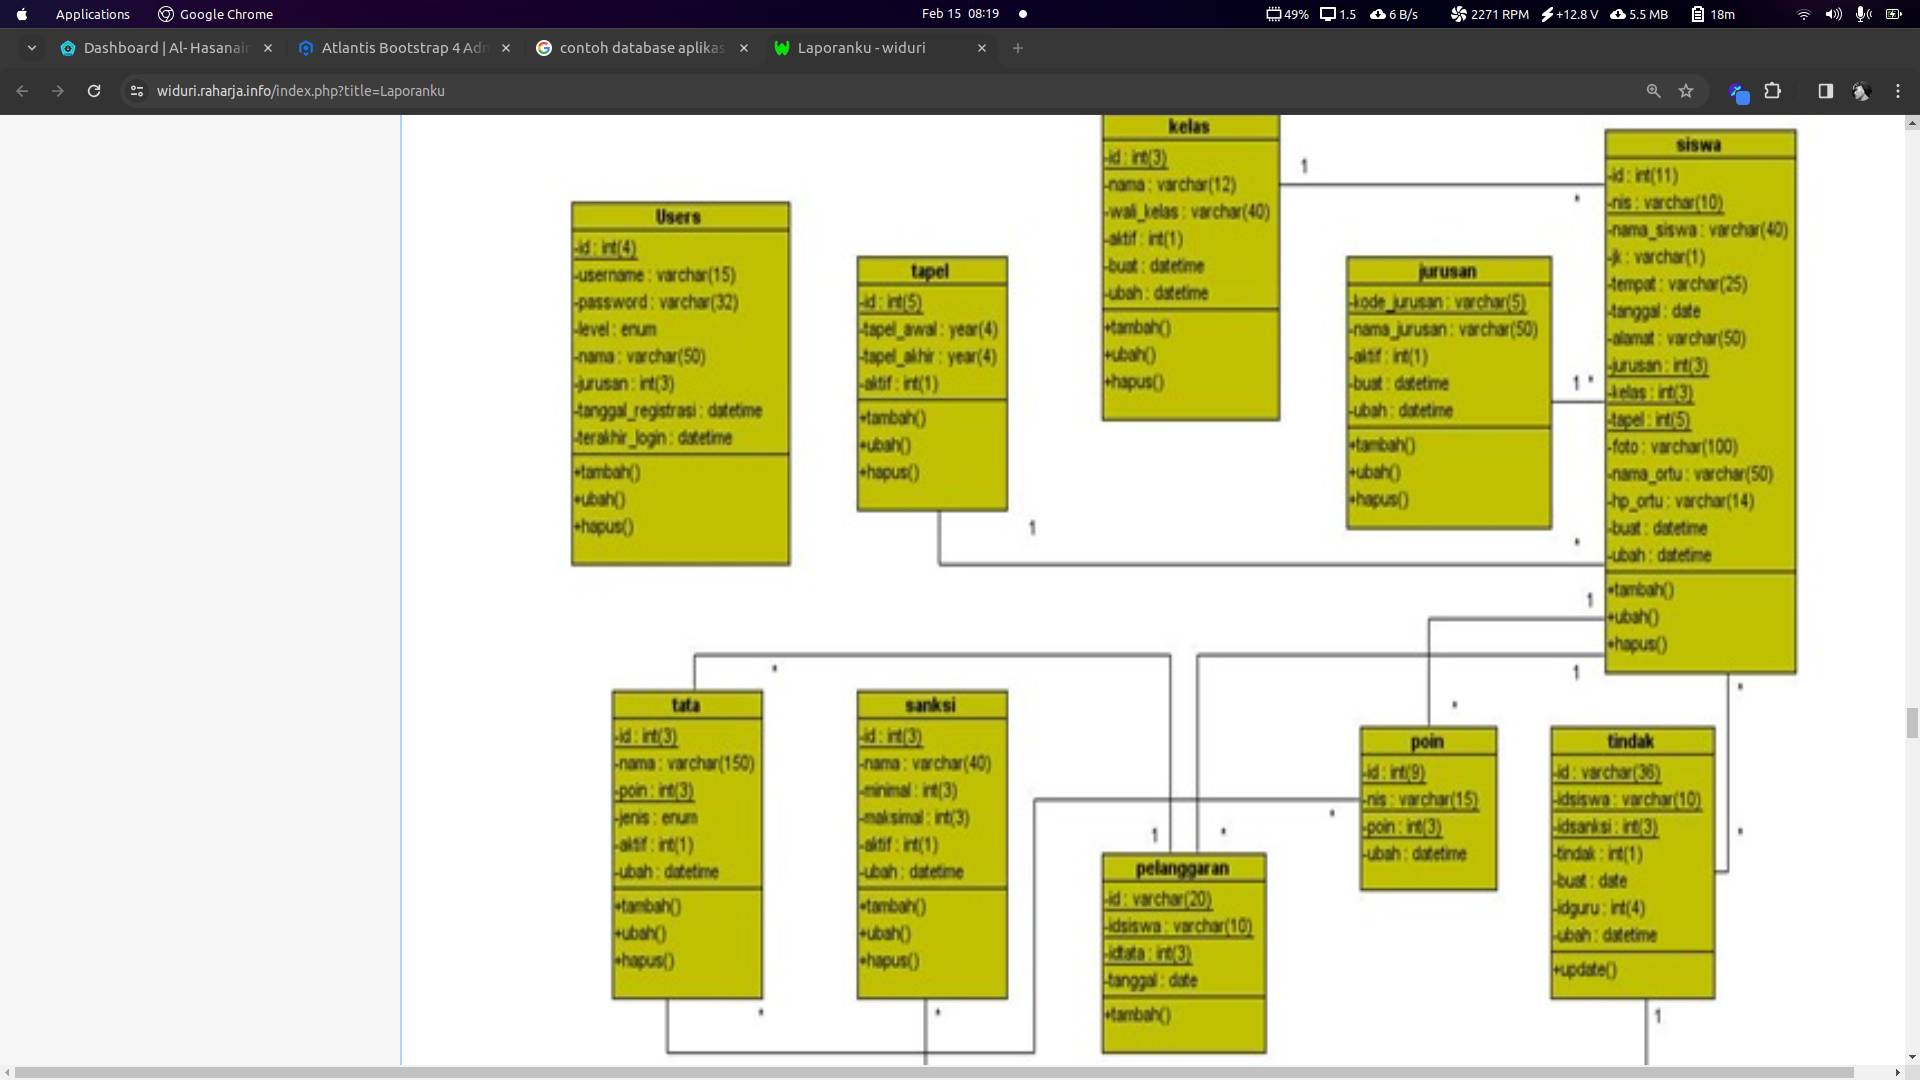 Applications
Google Chrome
Feb 15 08:19
49%
1.5
6 B/s
2271 RPM
+12.8 V
5.5 MB
18m
Dashboard | Al- Hasanain
Atlantis Bootstrap 4 Adm
contoh database aplikas
Laporanku - widuri
widuri.raharja.info/index.php?title=Laporanku
kelas
-id : int(3)
-nama : varchar(12)
-wali_kelas : varchar(40)
-aktif : int(1)
-buat : datetime
-ubah : datetime
+tambah()
+ubah()
+hapus()
1
*
siswa
-id : int(11)
-nis : varchar(10)
-nama_siswa : varchar(40)
-jk : varchar(1)
-tempat : varchar(25)
-tanggal : date
-alamat : varchar(50)
-jurusan : int(3)
-kelas : int(3)
-tapel : int(5)
-foto : varchar(100)
-nama_ortu : varchar(50)
-hp_ortu : varchar(14)
-buat : datetime
-ubah : datetime
+tambah()
+ubah()
+hapus()
Users
-id : int(4)
-username : varchar(15)
-password : varchar(32)
-level : enum
-nama : varchar(50)
-jurusan : int(3)
-tanggal_registrasi : datetime
-terakhir_login : datetime
+tambah()
+ubah()
+hapus()
tapel
-id : int(5)
-tapel_awal : year(4)
-tapel_akhir : year(4)
-aktif : int(1)
+tambah()
+ubah()
+hapus()
1
*
jurusan
-kode_jurusan : varchar(5)
-nama_jurusan : varchar(50)
-aktif : int(1)
-buat : datetime
-ubah : datetime
+tambah()
+ubah()
+hapus()
1 *
1
*
1
*
*
*
tata
-id : int(3)
-nama : varchar(150)
-poin : int(3)
-jenis : enum
-aktif : int(1)
-ubah : datetime
+tambah()
+ubah()
+hapus()
*
sanksi
-id : int(3)
-nama : varchar(40)
-minimal : int(3)
-maksimal : int(3)
-aktif : int(1)
-ubah : datetime
+tambah()
+ubah()
+hapus()
*
1
*
*
pelanggaran
-id : varchar(20)
-idsiswa : varchar(10)
-idtata : int(3)
-tanggal : date
+tambah()
poin
-id : int(9)
-nis : varchar(15)
-poin : int(3)
-ubah : datetime
tindak
-id : varchar(36)
-idsiswa : varchar(10)
-idsanksi : int(3)
-tindak : int(1)
-buat : date
-idguru : int(4)
-ubah : datetime
+update()
*
1